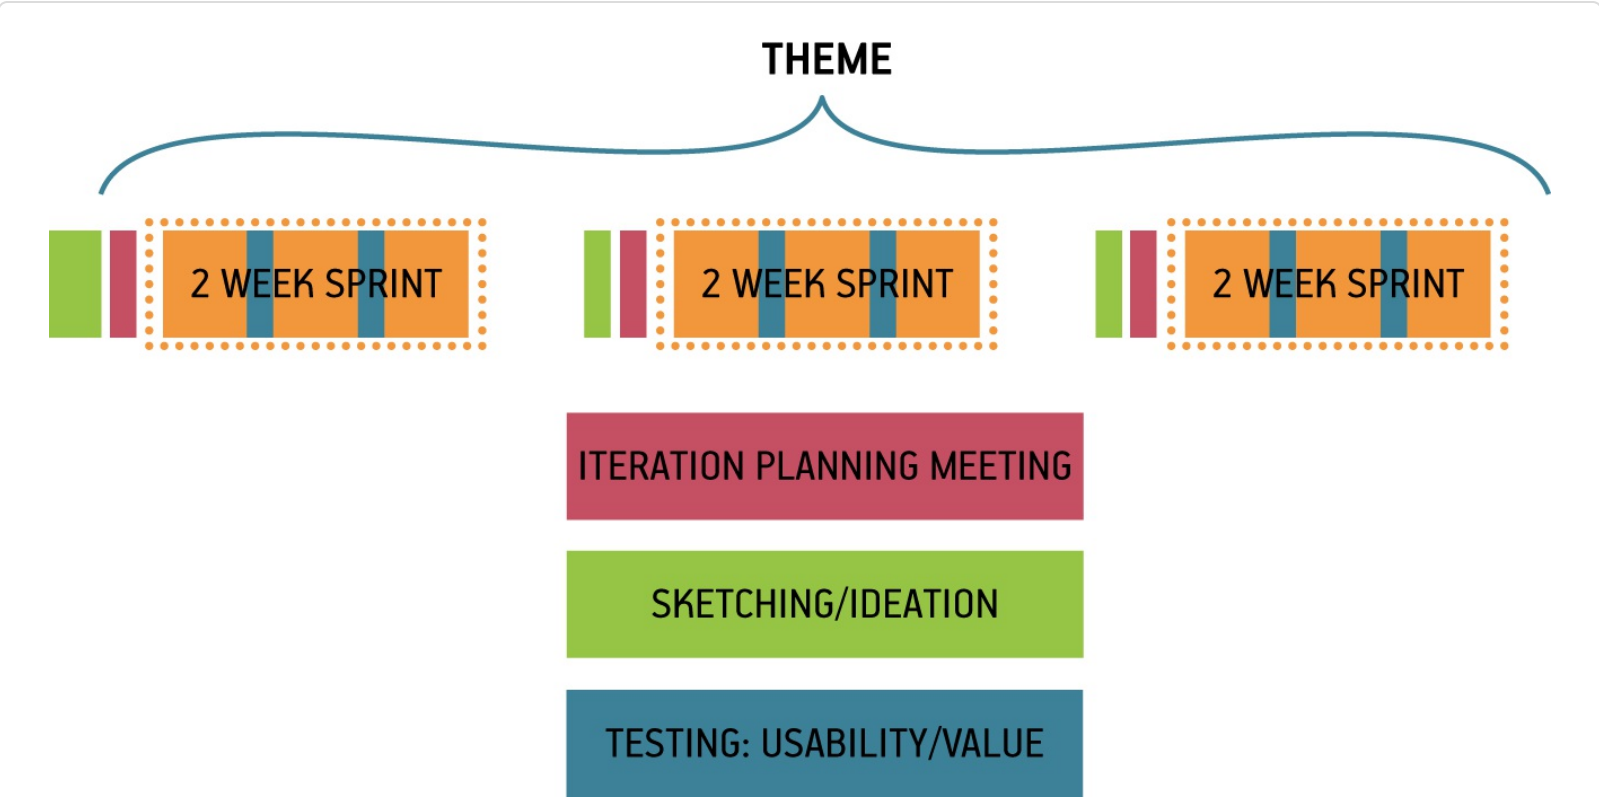 THEME
2 WEEK SPRINT
2 WEEK SPRINT
2 WEEK SPRINT
ITERATION PLANNING MEETING
SKETCHING/IDEATION
TESTING: USABILITY/VALUE